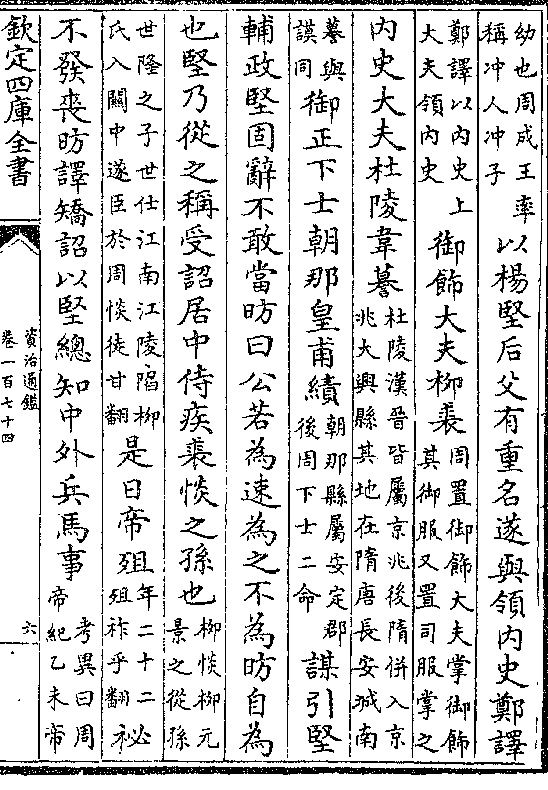 幼也周成王率稱冲人冲子以楊堅后父有重名遂與領内史鄭譯
鄭譯以内史上大夫領内史御飾大夫柳裘周置御飾大夫掌御飾其御服又置司服掌之
内史大夫杜陵韋謩杜陵漢晉皆屬京兆後隋併入京兆大興縣其地在隋唐長安城南
謩與謨同御正下士朝那皇甫績朝那縣屬安定郡後周下士二命謀引堅
輔政堅固辭不敢當昉曰公若為速為之不為昉自為
也堅乃從之稱受詔居中侍疾裘惔之孫也柳惔柳元景之從孫
世隆之子世仕江南江陵䧟柳氏入關中遂臣於周惔徒甘翻是日帝殂年二十二殂祚乎翻祕
不發喪昉譯矯詔以堅總知中外兵馬事考異曰周帝紀乙未帝
欽定四庫全書
資治通鑑
卷一百七十四
六